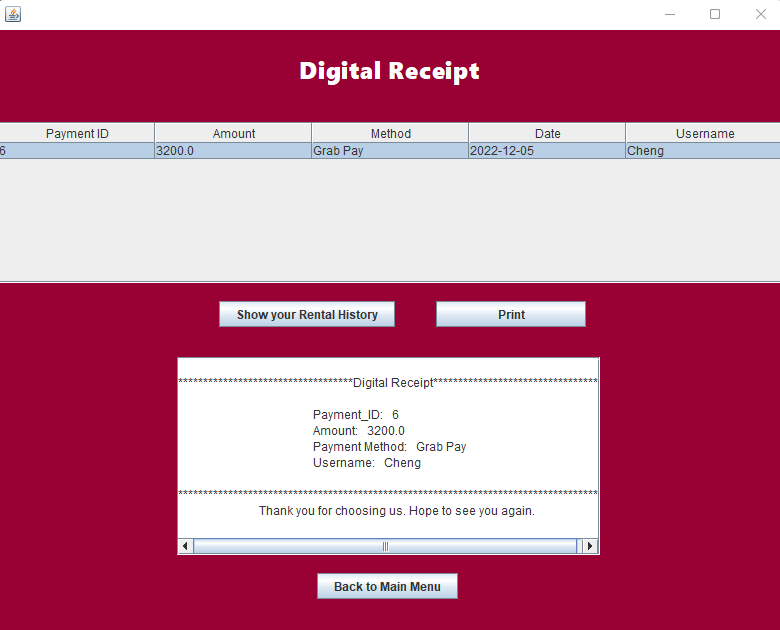 Digital Receipt
Payment ID Amount Method Date Username
6 3200.0 Grab Pay 2022-12-05 Cheng
Show your Rental History Print
***********************************Digital Receipt*********************************
Payment_ID: 6
Amount: 3200.0
Payment Method: Grab Pay
Username: Cheng
************************************************************************************
Thank you for choosing us. Hope to see you again.
Back to Main Menu